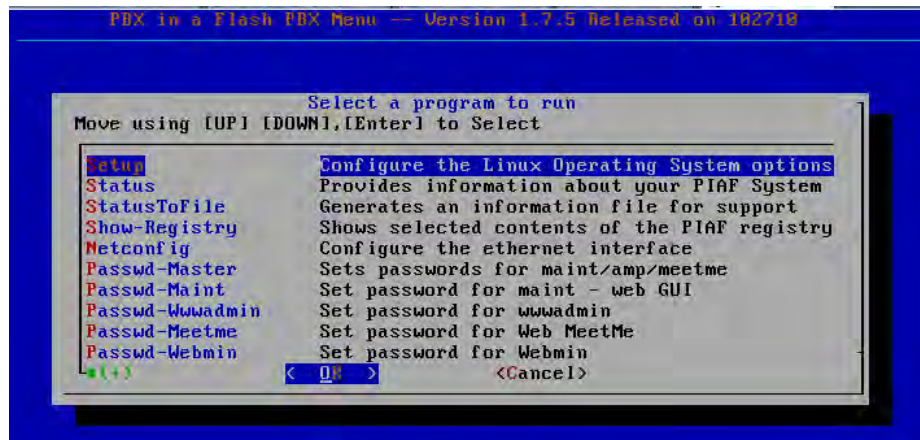 PBX in a Flash PBX Menu -- Version 1.7.5 Released on 102710
Select a program to run
Move using [UP] [DOWN],[Enter] to Select
Setup Configure the Linux Operating System options
Status Provides information about your PIAF System
StatusToFile Generates an information file for support
Show-Registry Shows selected contents of the PIAF registry
Netconfig Configure the ethernet interface
Passwd-Master Sets passwords for maint/amp/meetme
Passwd-Maint Set password for maint - web GUI
Passwd-Wwwadmin Set password for wwwadmin
Passwd-Meetme Set password for Web MeetMe
Passwd-Webmin Set password for Webmin
(+)
< OK > <Cancel>